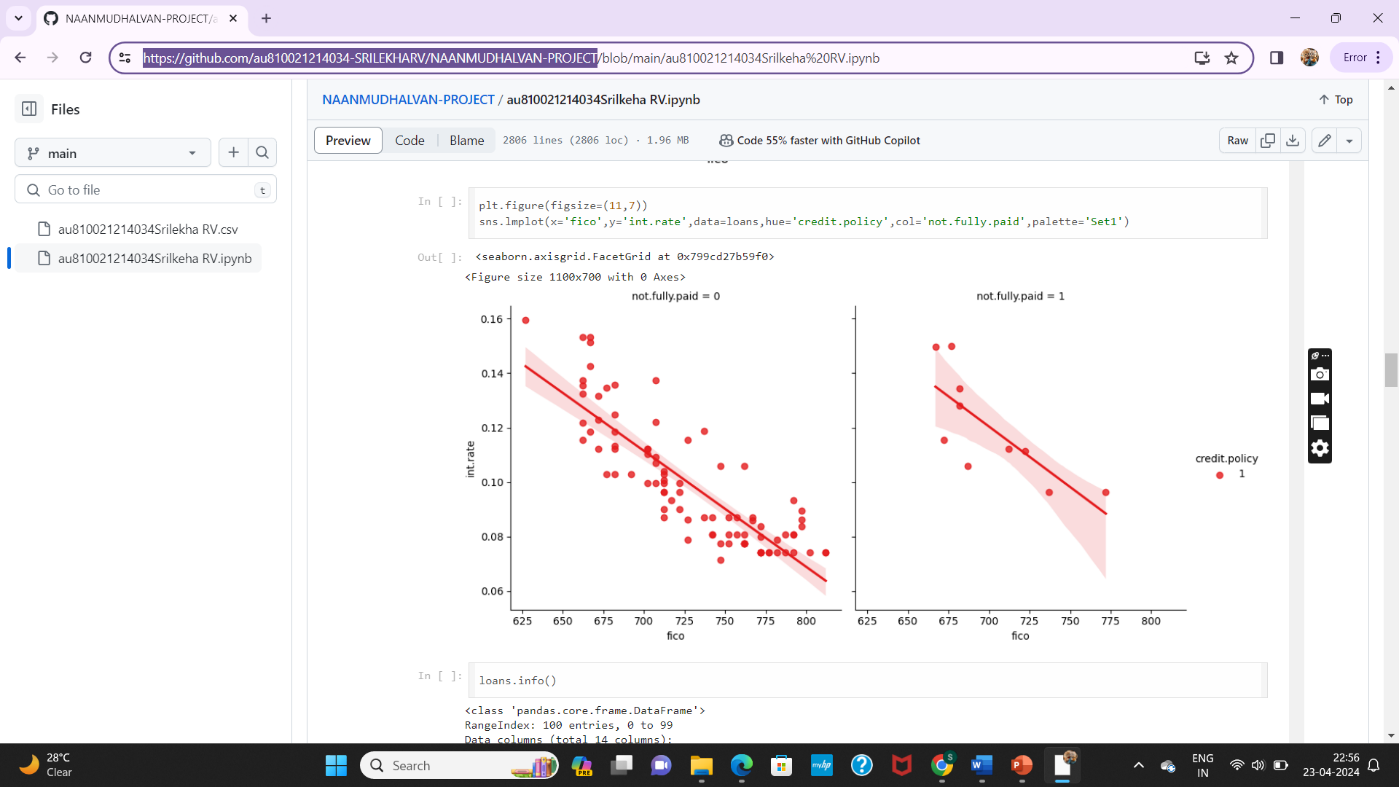 NAANMUDHALVAN-PROJECT/a
https://github.com/au810021214034-SRILEKHARV/NAANMUDHALVAN-PROJECT/blob/main/au810021214034Srilkeha%20RV.ipynb
Error
Files
NAANMUDHALVAN-PROJECT / au810021214034Srilkeha RV.ipynb
Top
main
Preview
Code
Blame
2806 lines (2806 loc) · 1.96 MB
Code 55% faster with GitHub Copilot
Raw
Go to file
t
au810021214034Srilekha RV.csv
au810021214034Srilkeha RV.ipynb
In [ ]:
plt.figure(figsize=(11,7))
sns.lmplot(x='fico',y='int.rate',data=loans,hue='credit.policy',col='not.fully.paid',palette='Set1')
Out[ ]:
<seaborn.axisgrid.FacetGrid at 0x799cd27b59f0>
<Figure size 1100x700 with 0 Axes>
not.fully.paid = 0
not.fully.paid = 1
0.16
0.14
0.12
0.10
0.08
0.06
int.rate
625 650 675 700 725 750 775 800
fico
625 650 675 700 725 750 775 800
fico
credit.policy
1
In [ ]:
loans.info()
<class 'pandas.core.frame.DataFrame'>
RangeIndex: 100 entries, 0 to 99
Data columns (total 14 columns):
28°C
Clear
Search
PRE
myhp
S
ENG
IN
22:56
23-04-2024